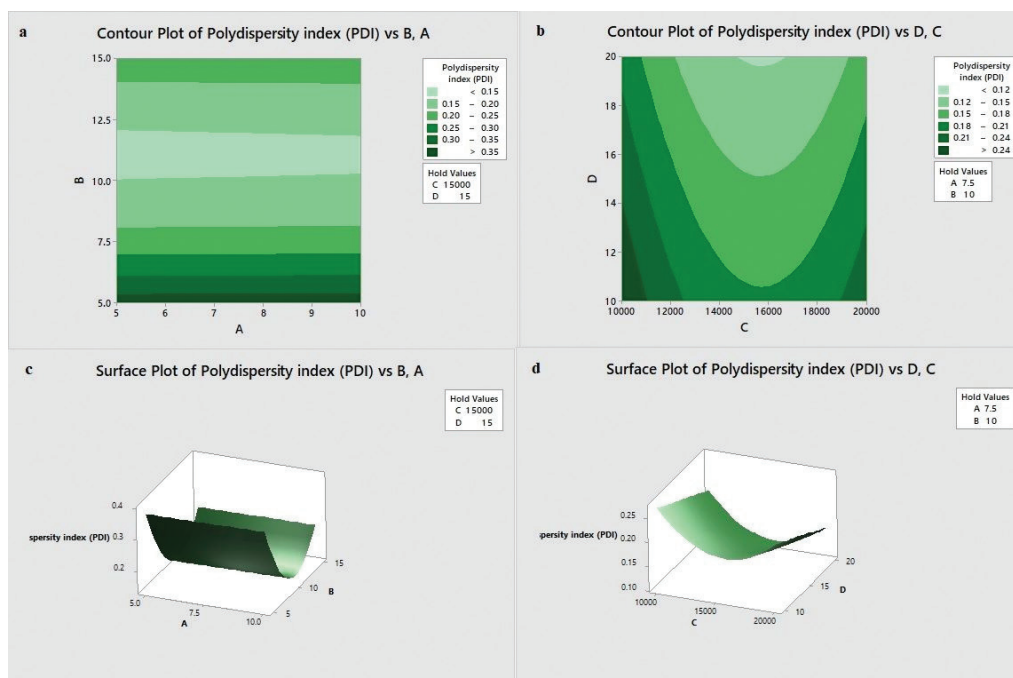 a
Contour Plot of Polydispersity index (PDI) vs B, A
15.0
12.5
10.0
7.5
5.0
B
5 6 7 8 9 10
A
Polydispersity
index (PDI)
< 0.15
0.15 – 0.20
0.20 – 0.25
0.25 – 0.30
0.30 – 0.35
> 0.35
Hold Values
C 15000
D 15
b
Contour Plot of Polydispersity index (PDI) vs D, C
20
18
16
14
12
10
D
10000 12000 14000 16000 18000 20000
C
Polydispersity
index (PDI)
< 0.12
0.12 – 0.15
0.15 – 0.18
0.18 – 0.21
0.21 – 0.24
> 0.24
Hold Values
A 7.5
B 10
c
Surface Plot of Polydispersity index (PDI) vs B, A
Hold Values
C 15000
D 15
0.4
0.3
0.2
spersity index (PDI)
5.0
7.5
10.0
A
5
10
15
B
d
Surface Plot of Polydispersity index (PDI) vs D, C
Hold Values
A 7.5
B 10
0.25
0.20
0.15
0.10
persity index (PDI)
10000
15000
20000
C
10
15
20
D